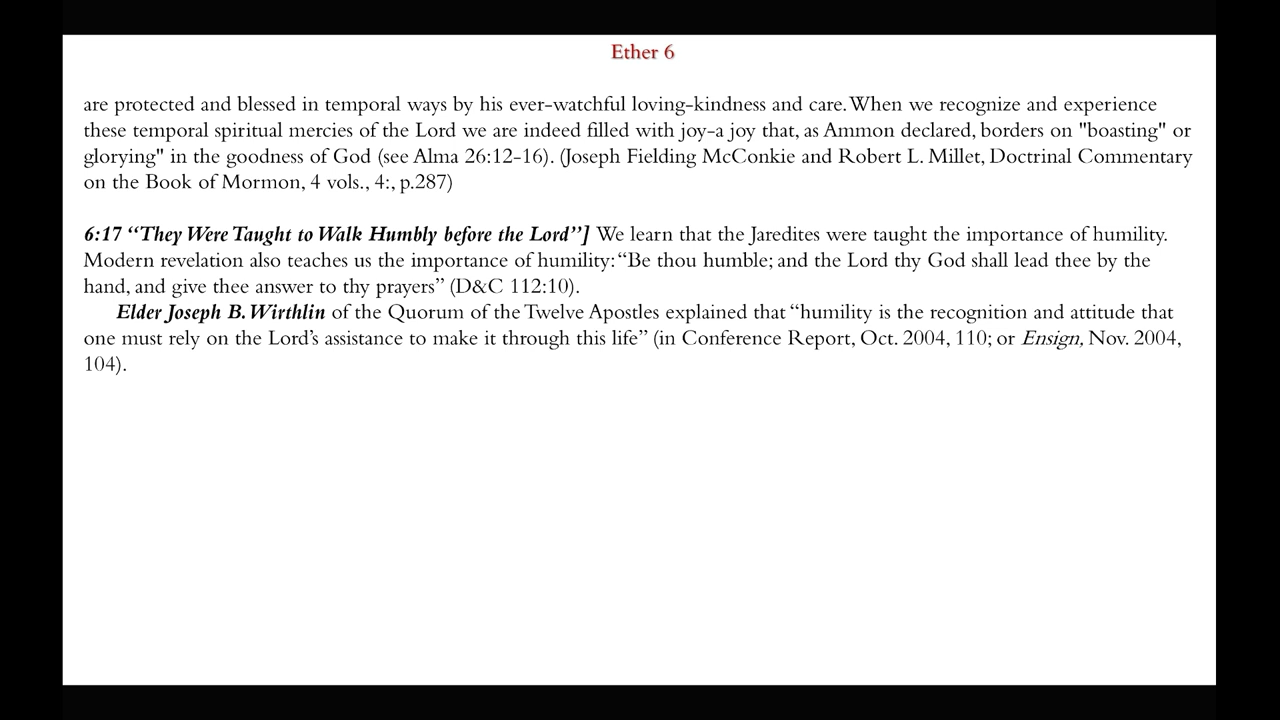 Ether 6
are protected and blessed in temporal ways by his ever-watchful loving-kindness and care. When we recognize and experience
these temporal spiritual mercies of the Lord we are indeed filled with joy-a joy that, as Ammon declared, borders on "boasting" or
glorying" in the goodness of God (see Alma 26:12-16). (Joseph Fielding McConkie and Robert L. Millet, Doctrinal Commentary
on the Book of Mormon, 4 vols., 4:, p.287)
6:17 “They Were Taught to Walk Humbly before the Lord”] We learn that the Jaredites were taught the importance of humility.
Modern revelation also teaches us the importance of humility: “Be thou humble; and the Lord thy God shall lead thee by the
hand, and give thee answer to thy prayers” (D&C 112:10).
Elder Joseph B. Wirthlin of the Quorum of the Twelve Apostles explained that “humility is the recognition and attitude that
one must rely on the Lord’s assistance to make it through this life” (in Conference Report, Oct. 2004, 110; or Ensign, Nov. 2004,
104).